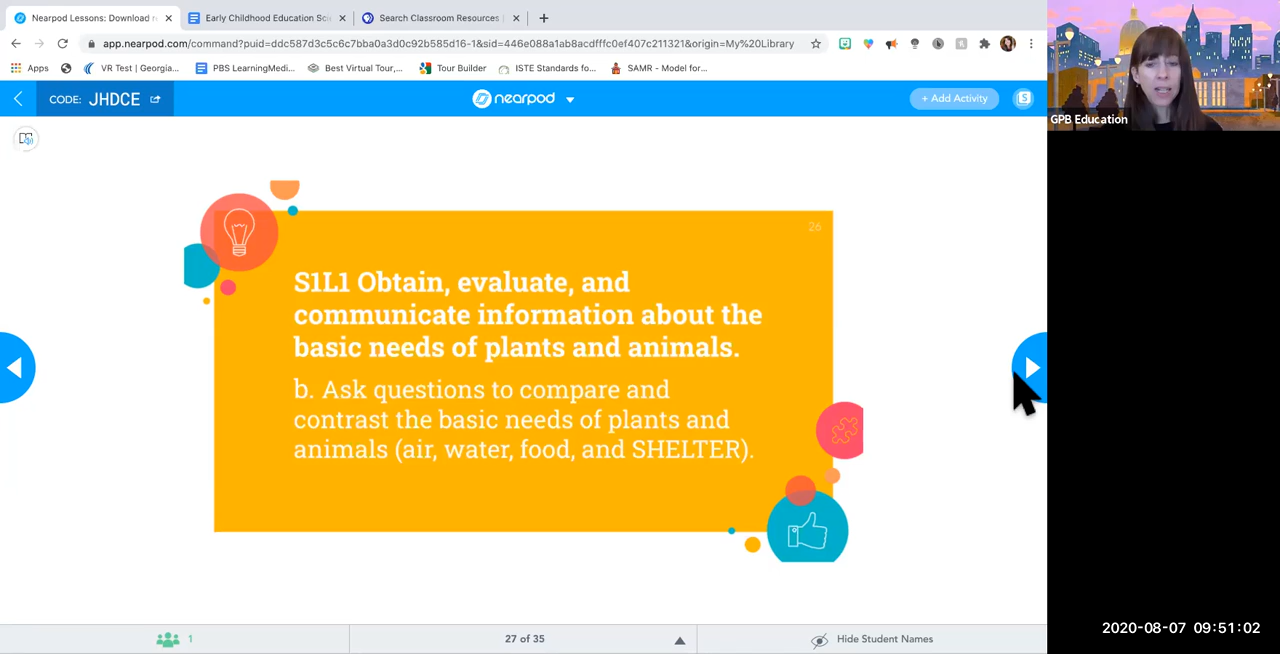 Nearpod: Lessons: Download r
Early Childhood Education Sci
Search Classroom Resources |
app.nearpod.com/command?puid=ddc587d3c5c6c7bba0a3d0c92b585d16-1&sid=446e088a1ab8acdfffc0ef407c211321&origin=My%20Library
Apps
VR Test | Georgia...
PBS LearningMedi...
Best Virtual Tour,...
Tour Builder
ISTE Standards fo...
SAMR - Model for...
CODE: JHDCE
nearpod
+ Add Activity
S
GPB Education
26
S1L1 Obtain, evaluate, and
communicate information about the
basic needs of plants and animals.
b. Ask questions to compare and
contrast the basic needs of plants and
animals (air, water, food, and SHELTER).
1
27 of 35
Hide Student Names
2020-08-07 09:51:02